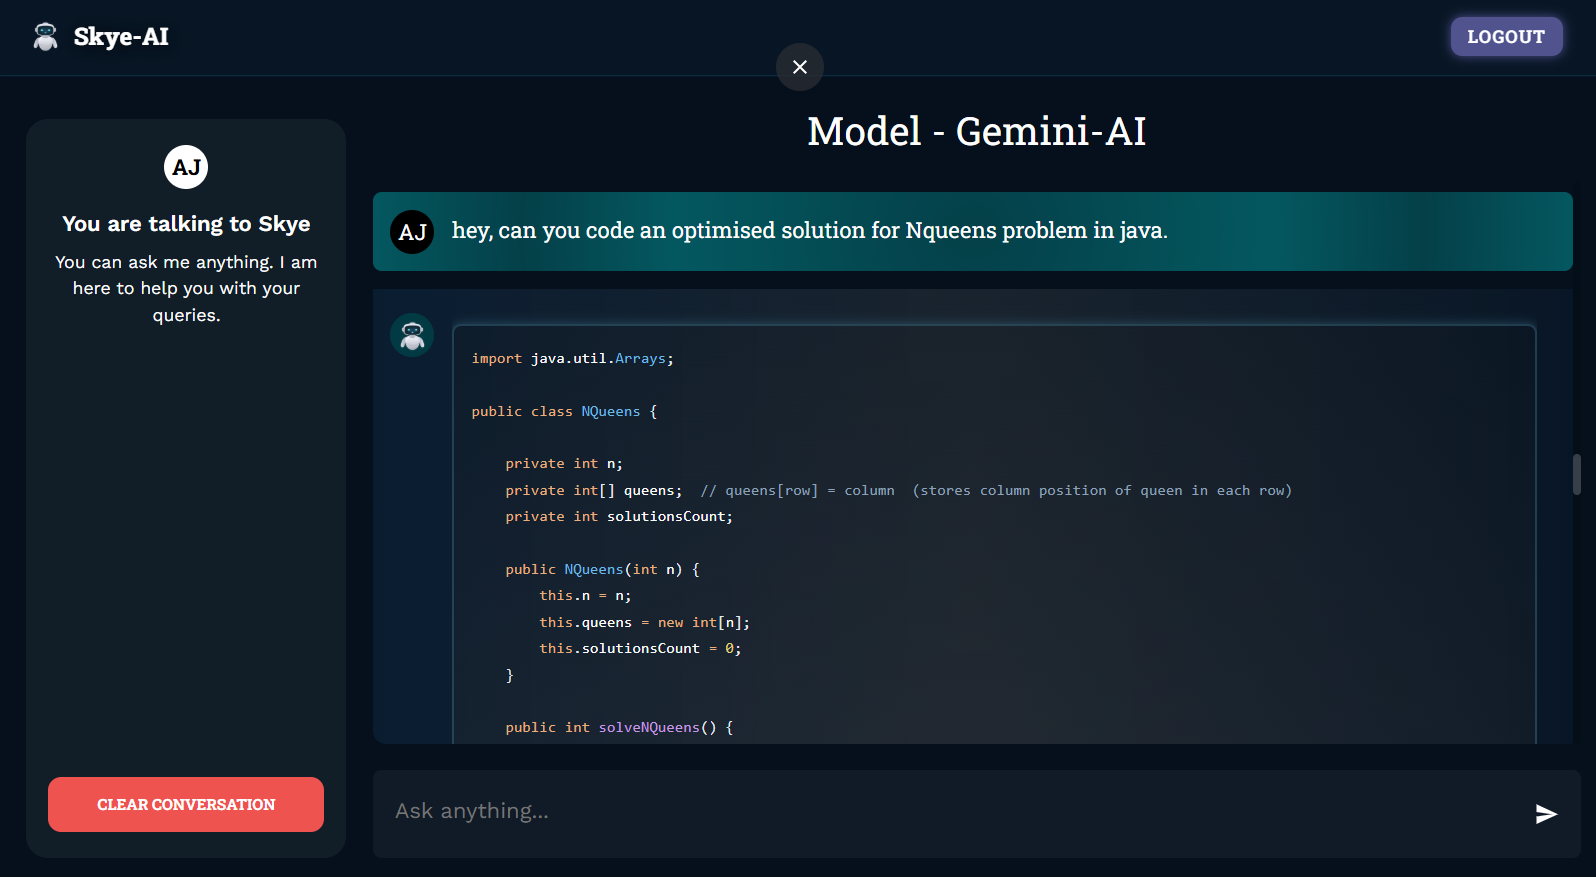 Skye-AI
LOGOUT
AJ
You are talking to Skye
You can ask me anything. I am
here to help you with your
queries.
CLEAR CONVERSATION
Model - Gemini-AI
AJ
hey, can you code an optimised solution for Nqueens problem in java.
import java.util.Arrays;
public class NQueens {
    private int n;
    private int[] queens;  // queens[row] = column  (stores column position of queen in each row)
    private int solutionsCount;
    public NQueens(int n) {
        this.n = n;
        this.queens = new int[n];
        this.solutionsCount = 0;
    }
    public int solveNQueens() {
Ask anything...